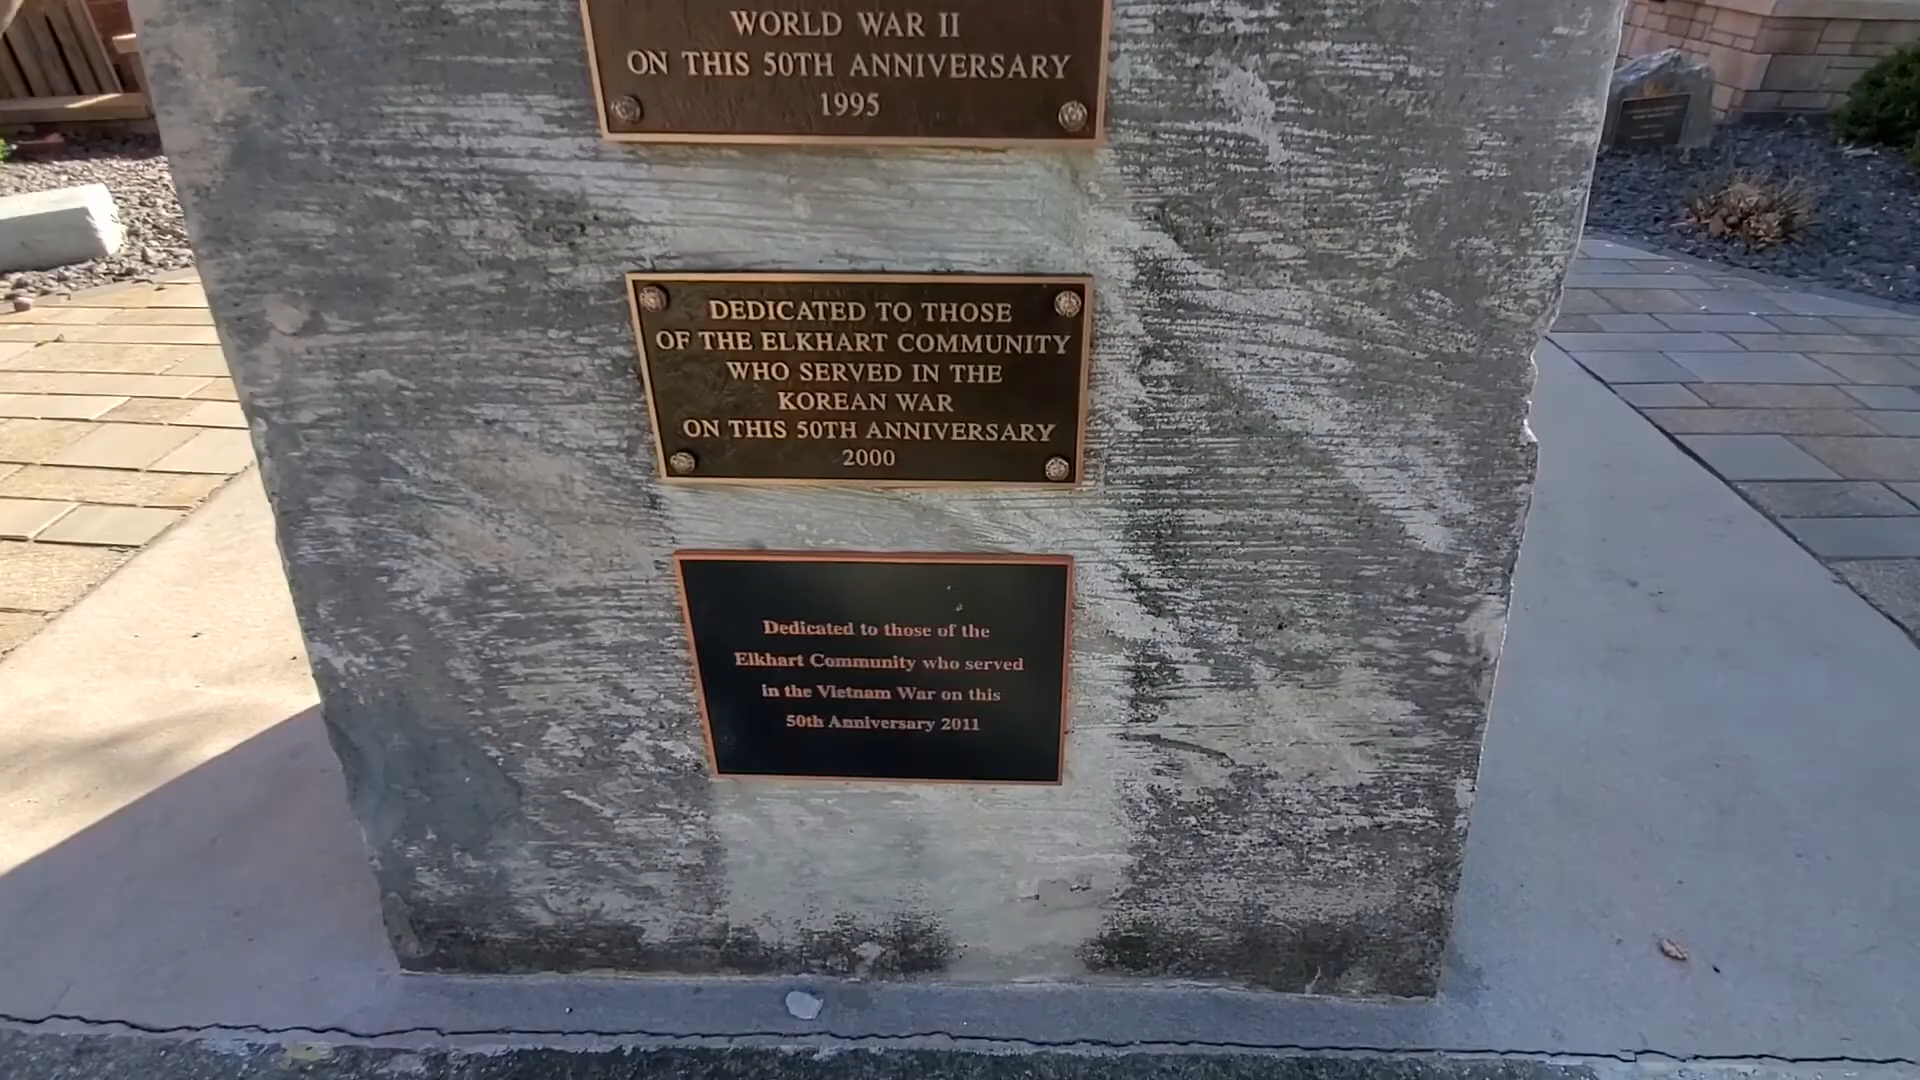 WORLD WAR II
ON THIS 50TH ANNIVERSARY
1995
DEDICATED TO THOSE
OF THE ELKHART COMMUNITY
WHO SERVED IN THE
KOREAN WAR
ON THIS 50TH ANNIVERSARY
2000
Dedicated to those of the
Elkhart Community who served
in the Vietnam War on this
50th Anniversary 2011